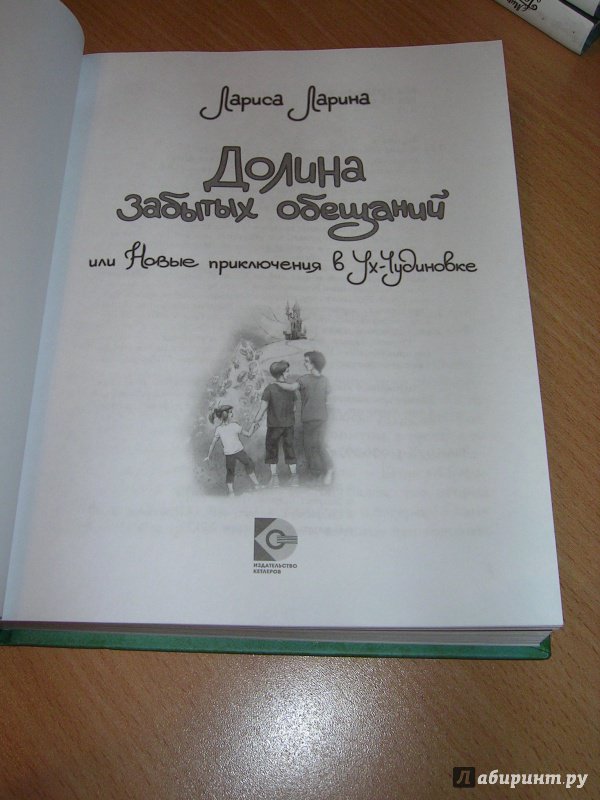 Лариса Ларина
Долина
забытых обещаний
или Новые приключения в Ух-Чудиновке
ИЗДАТЕЛЬСТВО
КЕТЛЕРОВ
Лабиринт.ру